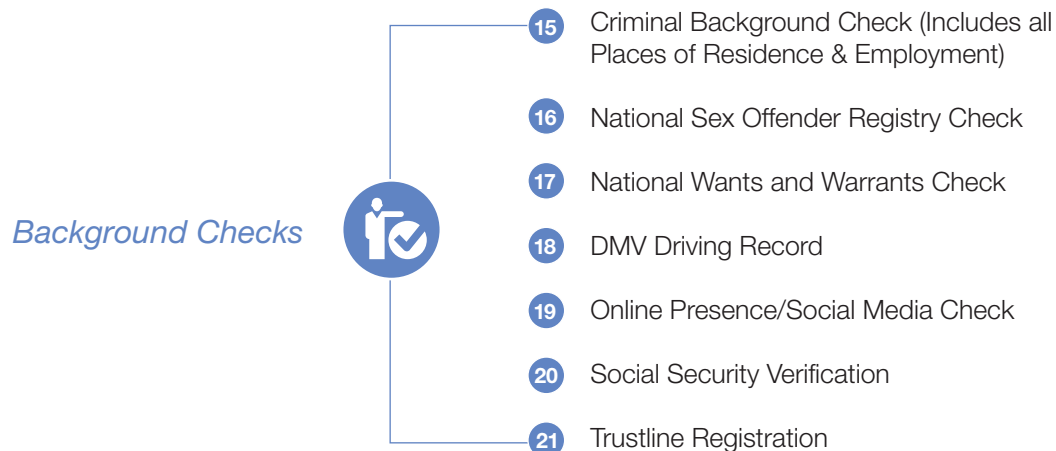 Background Checks
15 Criminal Background Check (Includes all
Places of Residence & Employment)
16 National Sex Offender Registry Check
17 National Wants and Warrants Check
18 DMV Driving Record
19 Online Presence/Social Media Check
20 Social Security Verification
21 Trustline Registration